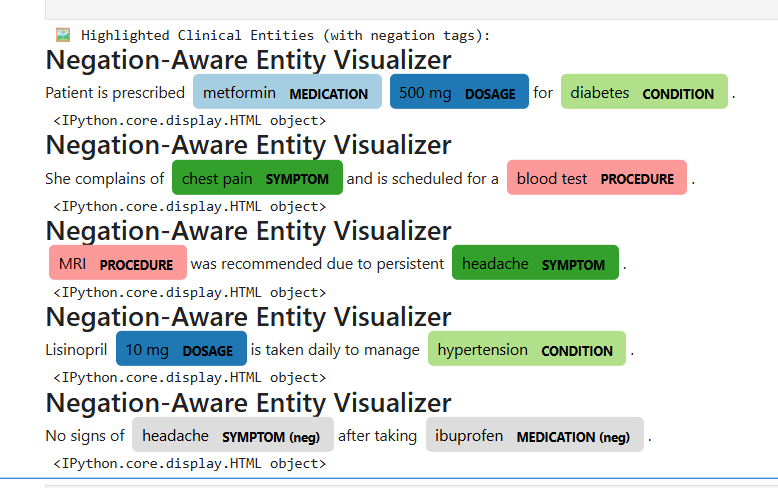 🖼️ Highlighted Clinical Entities (with negation tags):
Negation-Aware Entity Visualizer
Patient is prescribed metformin MEDICATION 500 mg DOSAGE for diabetes CONDITION .
<IPython.core.display.HTML object>
Negation-Aware Entity Visualizer
She complains of chest pain SYMPTOM and is scheduled for a blood test PROCEDURE .
<IPython.core.display.HTML object>
Negation-Aware Entity Visualizer
MRI PROCEDURE was recommended due to persistent headache SYMPTOM .
<IPython.core.display.HTML object>
Negation-Aware Entity Visualizer
Lisinopril 10 mg DOSAGE is taken daily to manage hypertension CONDITION .
<IPython.core.display.HTML object>
Negation-Aware Entity Visualizer
No signs of headache SYMPTOM (neg) after taking ibuprofen MEDICATION (neg) .
<IPython.core.display.HTML object>